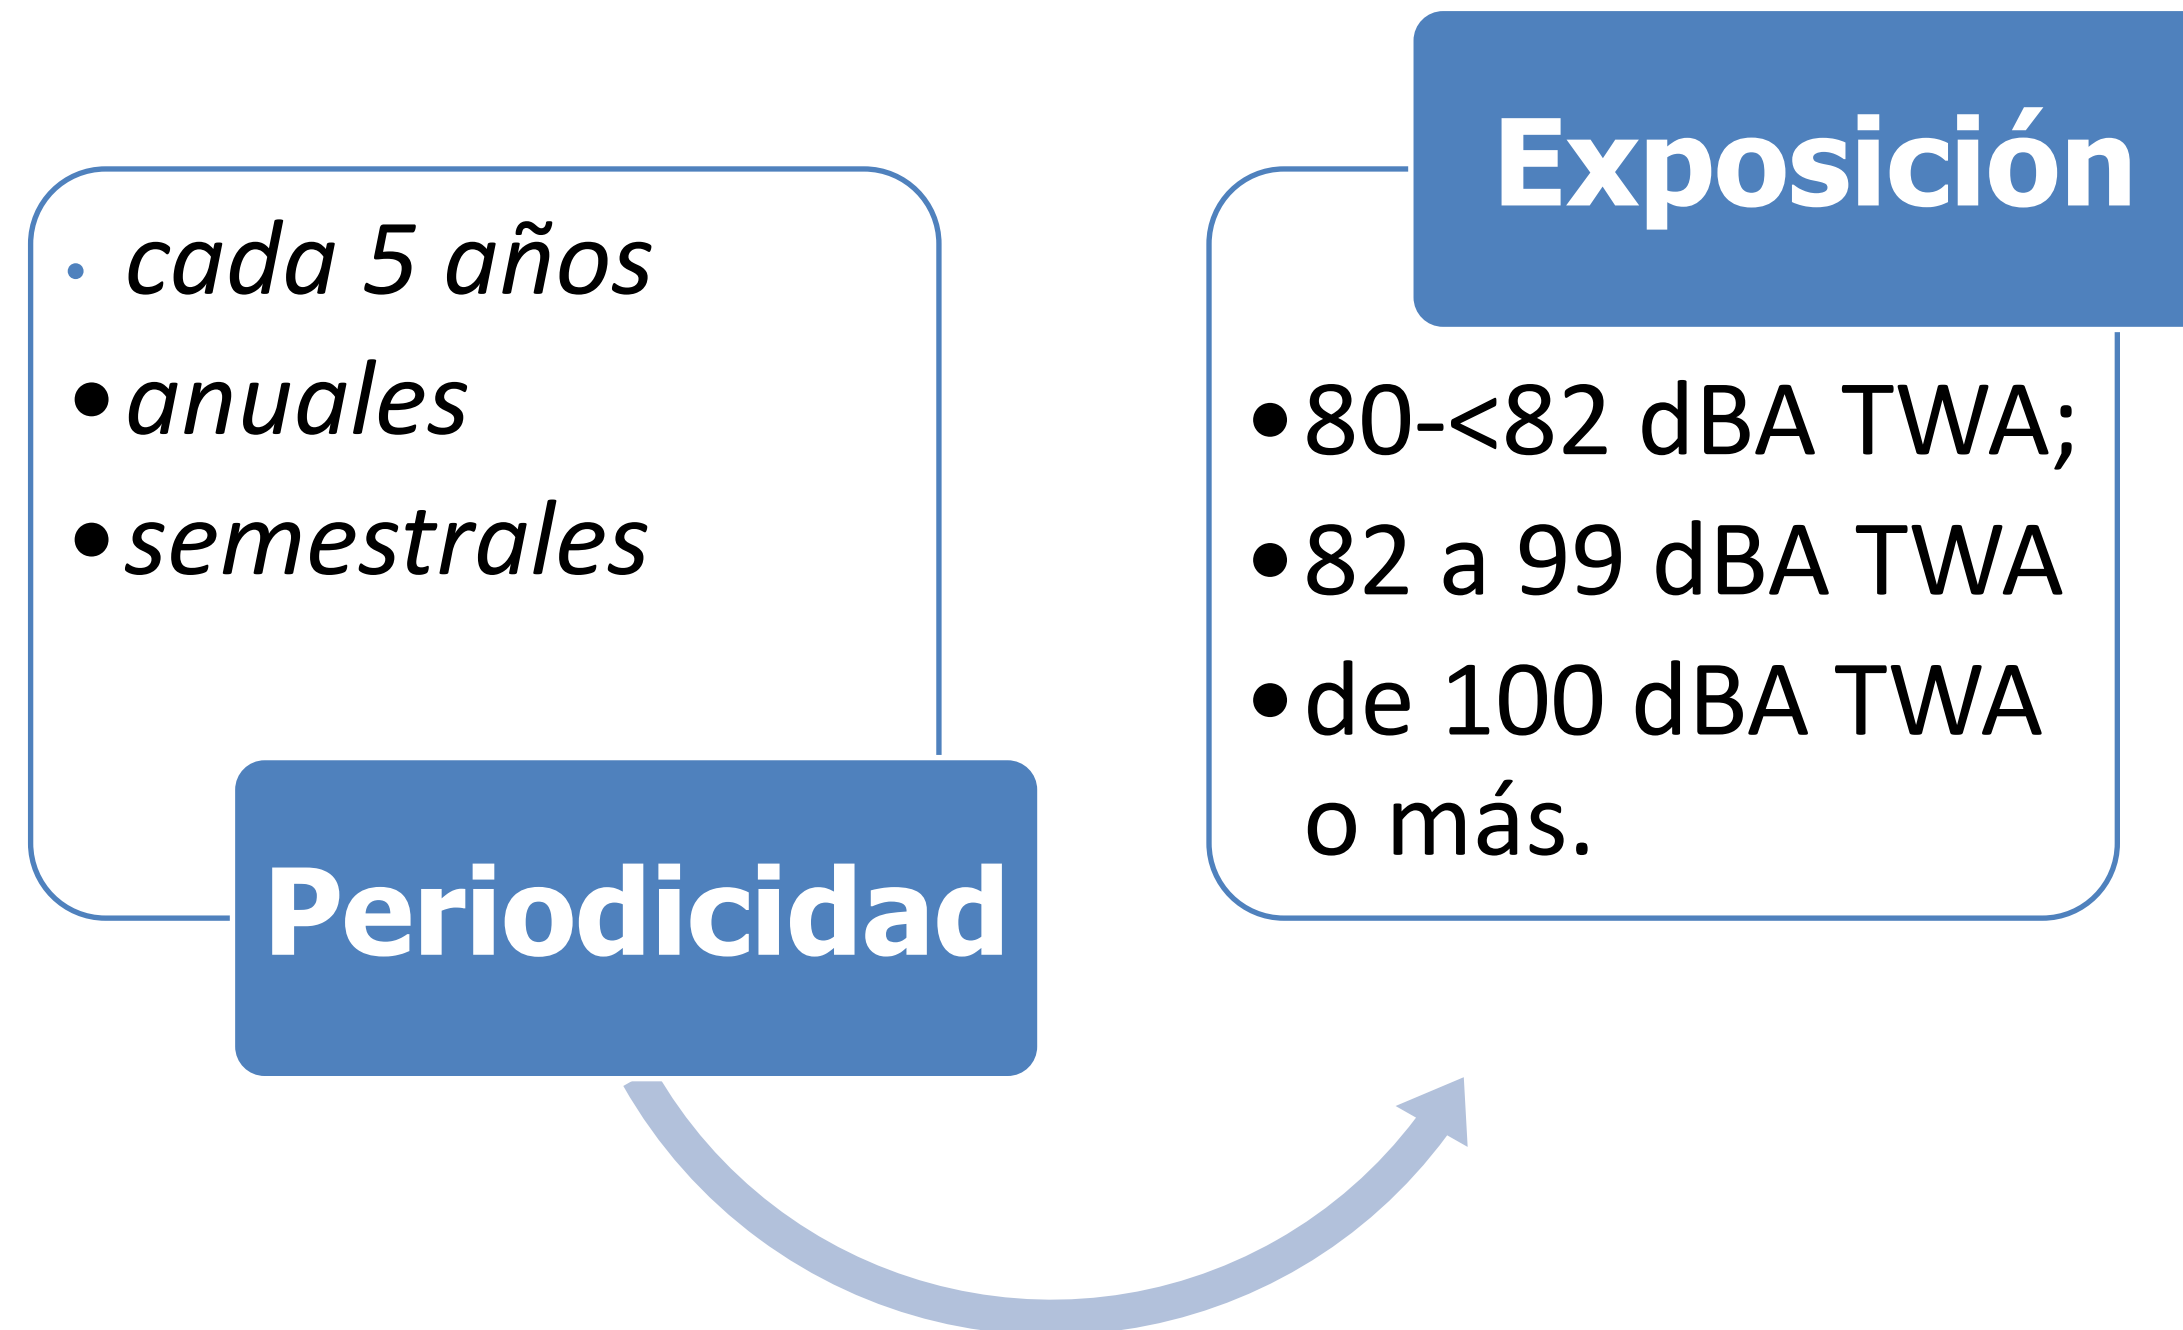 • cada 5 años
• anuales
• semestrales
Periodicidad
Exposición
• 80-<82 dBA TWA;
• 82 a 99 dBA TWA
• de 100 dBA TWA
o más.